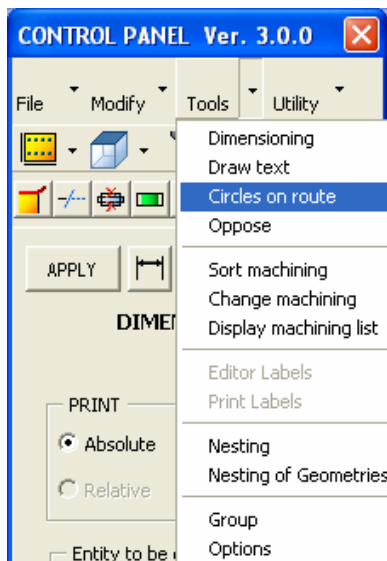 CONTROL PANEL Ver. 3.0.0
File Modify Tools Utility
Dimensioning
Draw text
Circles on route
Oppose
Sort machining
Change machining
Display machining list
Editor Labels
Print Labels
Nesting
Nesting of Geometries
Group
Options
APPLY
DIME
PRINT
Absolute
Relative
Entity to be